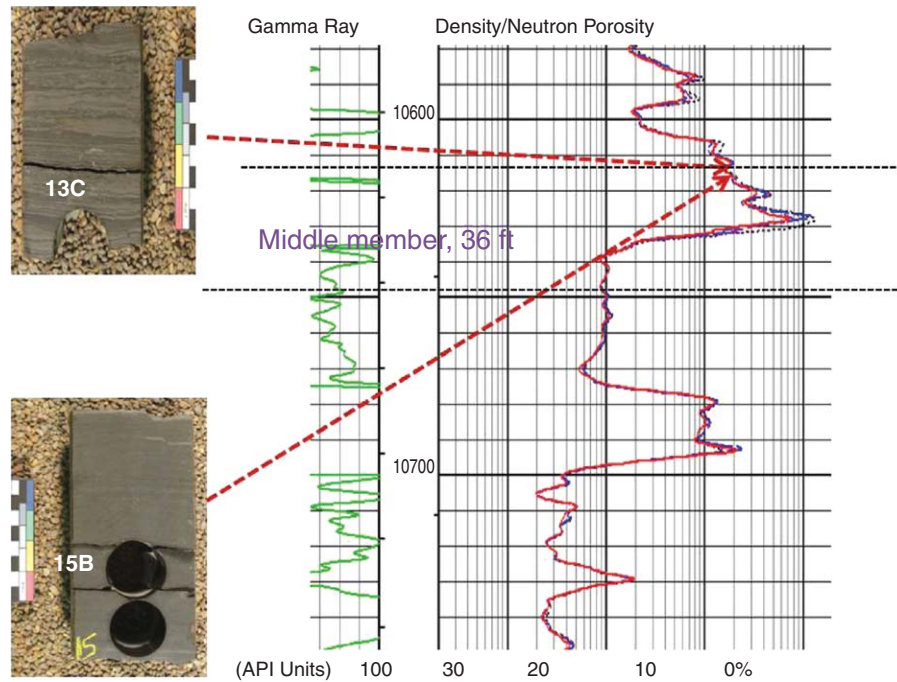 Gamma Ray
Density/Neutron Porosity
10600
13C
Middle member, 36 ft
10700
15B
15
(API Units) 100 30 20 10 0%